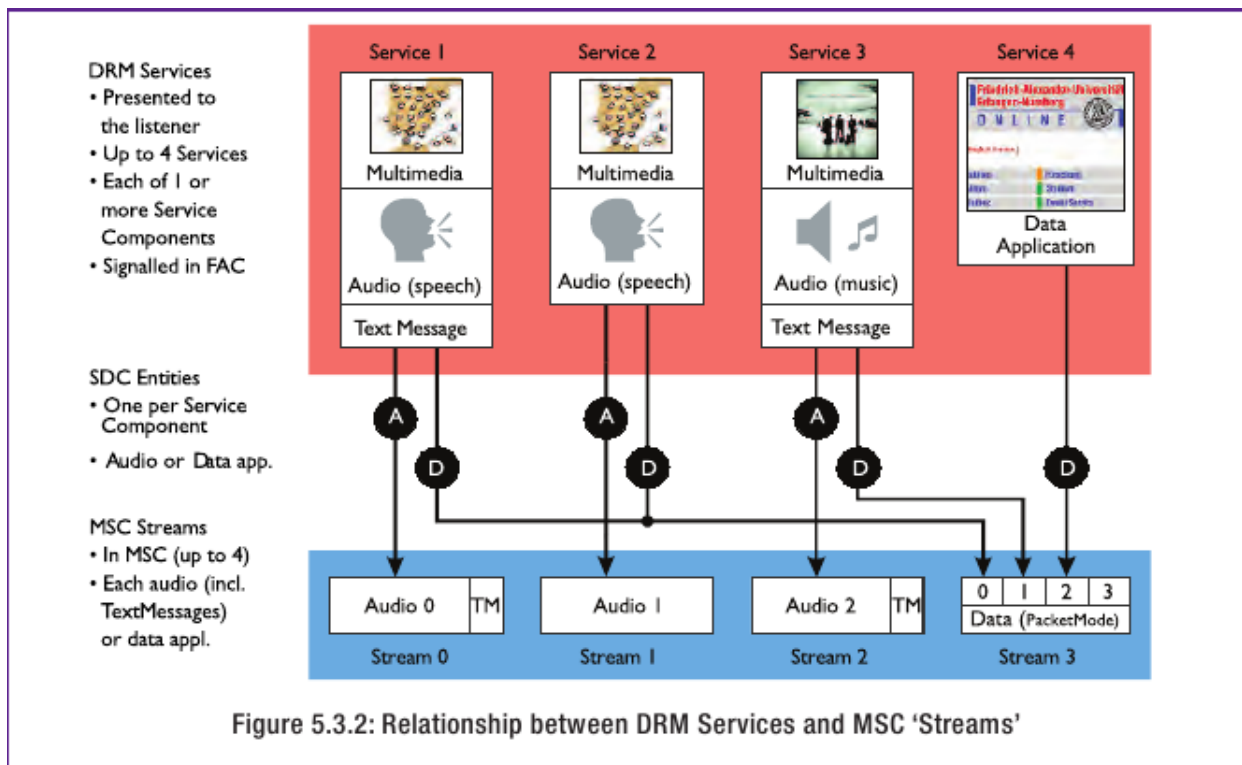 DRM Services
• Presented to
the listener
• Up to 4 Services
• Each of 1 or
more Service
Components
• Signalled in FAC
SDC Entities
• One per Service
Component
• Audio or Data app.
MSC Streams
• In MSC (up to 4)
• Each audio (incl.
TextMessages)
or data appl.
Service 1
Multimedia
Audio (speech)
Text Message
Service 2
Multimedia
Audio (speech)
Service 3
Multimedia
Audio (music)
Text Message
Service 4
Friedrich-Alexander-Universität
Erlangen-Nürnberg
ONLINE
Data
Application
A
D
A
D
A
D
D
Audio 0
TM
Stream 0
Audio 1
Stream 1
Audio 2
TM
Stream 2
0 1 2 3
Data (PacketMode)
Stream 3
Figure 5.3.2: Relationship between DRM Services and MSC ‘Streams’